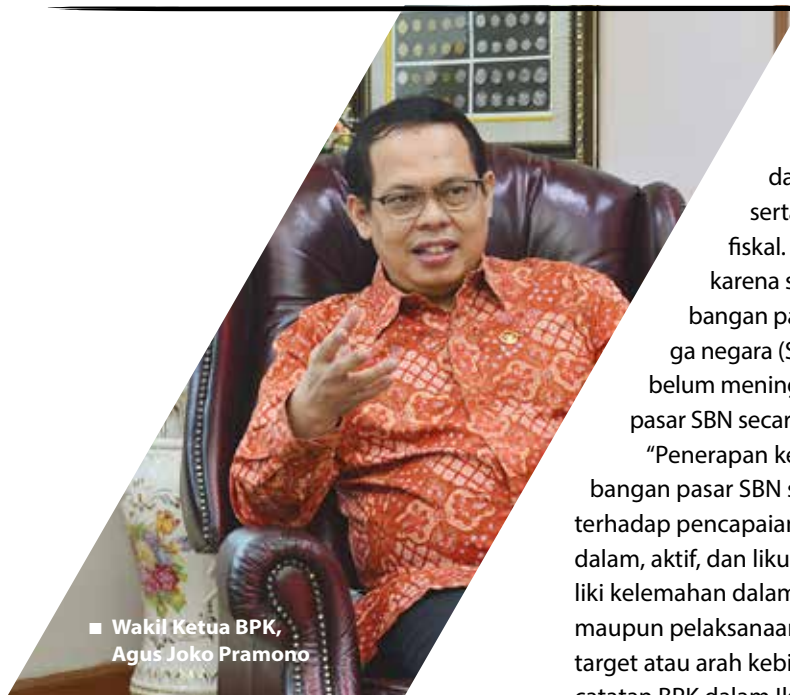 sert
fiskal.
karena s
bangan pa
ga negara (S
belum mening
pasar SBN secar
“Penerapan ke
bangan pasar SBN s
terhadap pencapaian
dalam, aktif, dan liku
liki kelemahan dalam
maupun pelaksanaan
target atau arah kebi
■ Wakil Ketua BPK,
Agus Joko Pramono